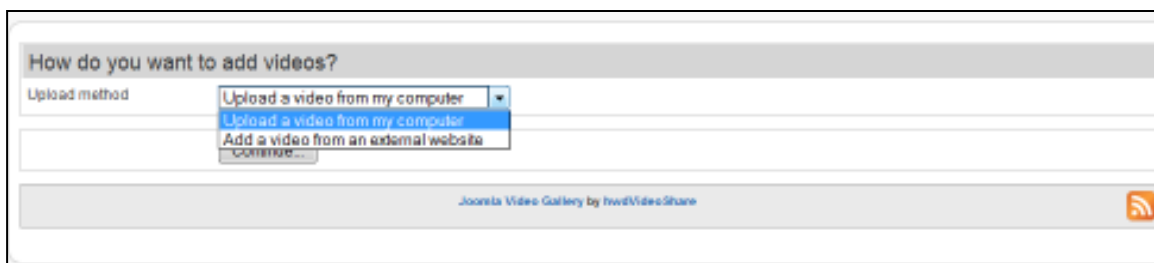 How do you want to add videos?
Upload method
Upload a video from my computer
Upload a video from my computer
Add a video from an external website
Continue...
Joomla Video Gallery by hwdVideoShare